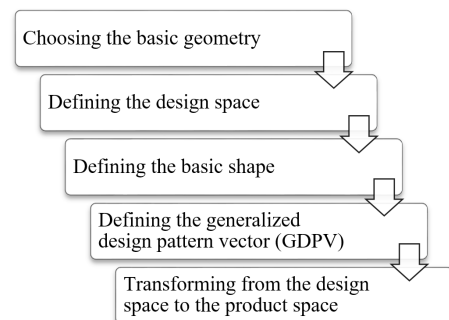 Choosing the basic geometry
Defining the design space
Defining the basic shape
Defining the generalized
design pattern vector (GDPV)
Transforming from the design
space to the product space